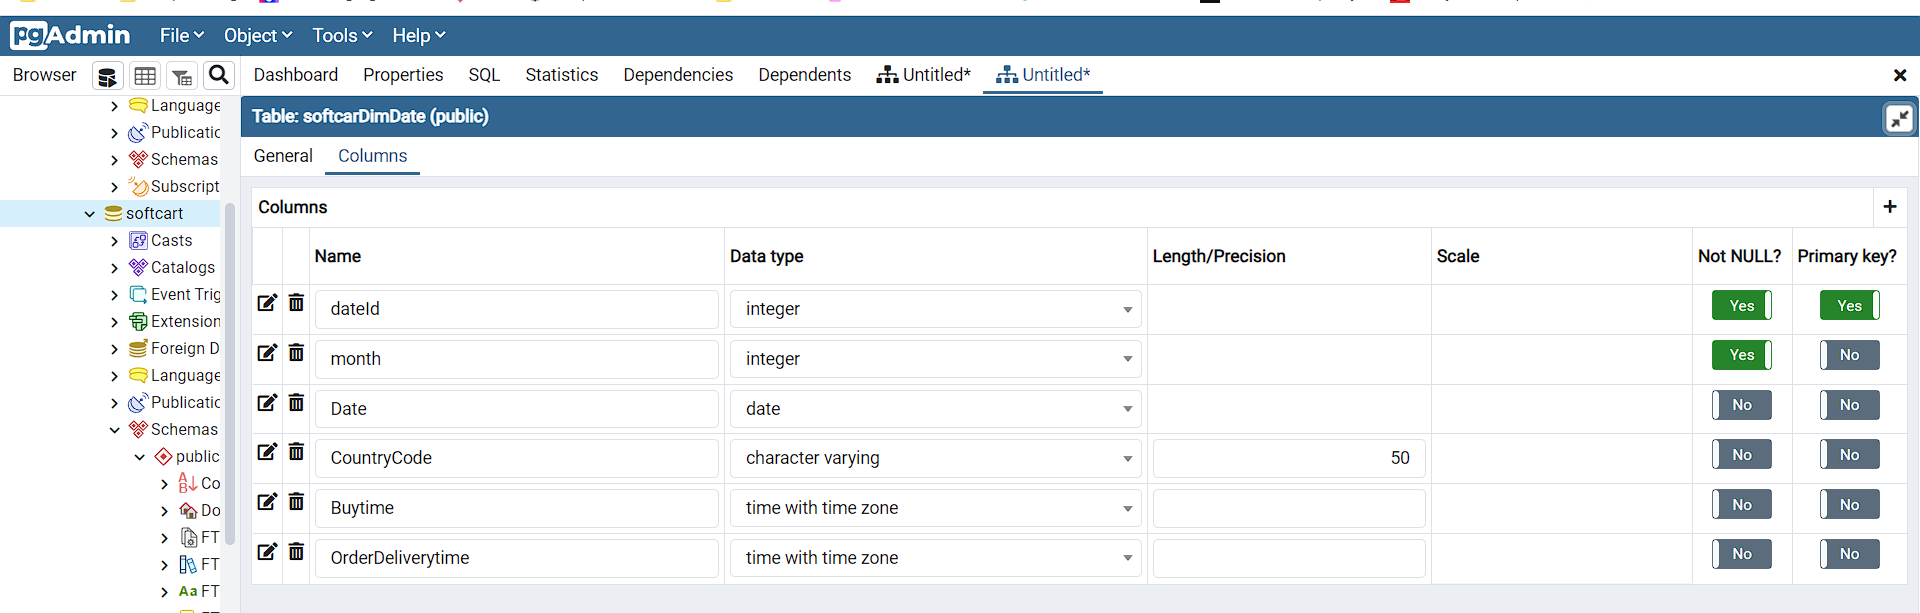 pgAdmin File Object Tools Help
Browser Dashboard Properties SQL Statistics Dependencies Dependents Untitled* Untitled*
Language
Publicatic
Schemas
Subscript
softcart
Casts
Catalogs
Event Trig
Extension
Foreign D
Language
Publicatic
Schemas
public
Co
Do
FT
FT
Aa FT
Table: softcarDimDate (public)
General Columns
Columns
Name Data type Length/Precision Scale Not NULL? Primary key?
dateId integer Yes Yes
month integer Yes No
Date date No No
CountryCode character varying 50 No No
Buytime time with time zone No No
OrderDeliverytime time with time zone No No